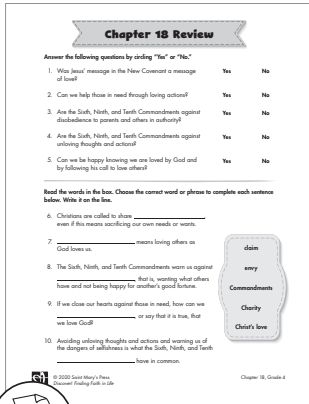 Chapter 18 Review
Answer the following questions by circling "Yes" or "No."
1. Was Jesus' message in the New Covenant a message Yes No
of love?
2. Can we help those in need through loving actions? Yes No
3. Are the Sixth, Ninth, and Tenth Commandments against Yes No
disobedience to parents and others in authority?
4. Are the Sixth, Ninth, and Tenth Commandments against Yes No
unloving thoughts and actions?
5. Can we be happy knowing we are loved by God and Yes No
by following his call to love others?
Read the words in the box. Choose the correct word or phrase to complete each sentence
below. Write it on the line.
6. Christians are called to share ____________,
even if this means sacrificing our own needs or wants.
7. ____________ means loving others as
God loves us.
8. The Sixth, Ninth, and Tenth Commandments warn us against
____________, that is, wanting what others
have and not being happy for another's good fortune.
9. If we close our hearts against those in need, how can we
____________, or say that it is true, that
we love God?
10. Avoiding unloving thoughts and actions and warning us of
the dangers of selfishness is what the Sixth, Ninth, and Tenth
____________ have in common.
claim
envy
Commandments
Charity
Christ's love
© 2020 Saint Mary's Press
Discover! Finding Faith in Life
Chapter 18, Grade 4